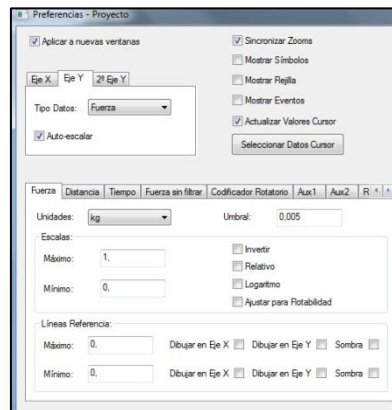 Preferencias - Proyecto
Aplicar a nuevas ventanas
Sincronizar Zooms
Mostrar Símbolos
Mostrar Rejilla
Mostrar Eventos
Actualizar Valores Cursor
Seleccionar Datos Cursor
Eje X Eje Y 2º Eje Y
Tipo Datos: Fuerza
Auto-escalar
Fuerza Distancia Tiempo Fuerza sin filtrar Codificador Rotatorio Aux1 Aux2 R
Unidades: kg Umbral: 0,005
Escalas:
Máximo: 1,
Mínimo: 0,
Invertir
Relativo
Logaritmo
Ajustar para Rotabilidad
Líneas Referencia:
Máximo: 0, Dibujar en Eje X Dibujar en Eje Y Sombra
Mínimo: 0, Dibujar en Eje X Dibujar en Eje Y Sombra